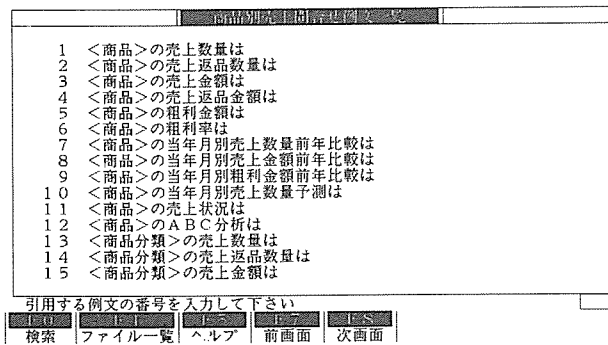 1 <商品>の売上数量は
2 <商品>の売上返品数量は
3 <商品>の売上金額は
4 <商品>の売上返品金額は
5 <商品>の粗利金額は
6 <商品>の粗利率は
7 <商品>の当年月別売上数量前年比較は
8 <商品>の当年月別売上金額前年比較は
9 <商品>の当年月別粗利金額前年比較は
10 <商品>の当年月別売上数量予測は
11 <商品>の売上状況は
12 <商品>のABC分析は
13 <商品分類>の売上数量は
14 <商品分類>の売上返品数量は
15 <商品分類>の売上金額は
引用する例文の番号を入力して下さい
検索 ファイル一覧 ヘルプ 前画面 次画面